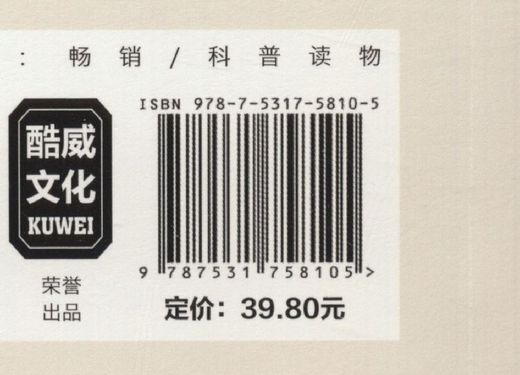 : 畅销/科普读物
ISBN 978-7-5317-5810-5
酷威
文化
KUWEI
荣誉
出品
9 787531 758105 >
定价：39.80元